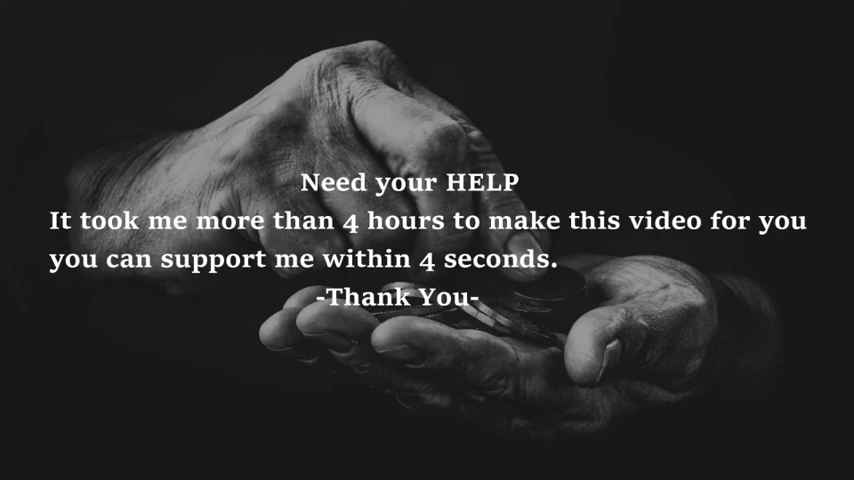 Need your HELP
It took me more than 4 hours to make this video for you
you can support me within 4 seconds.
-Thank You-